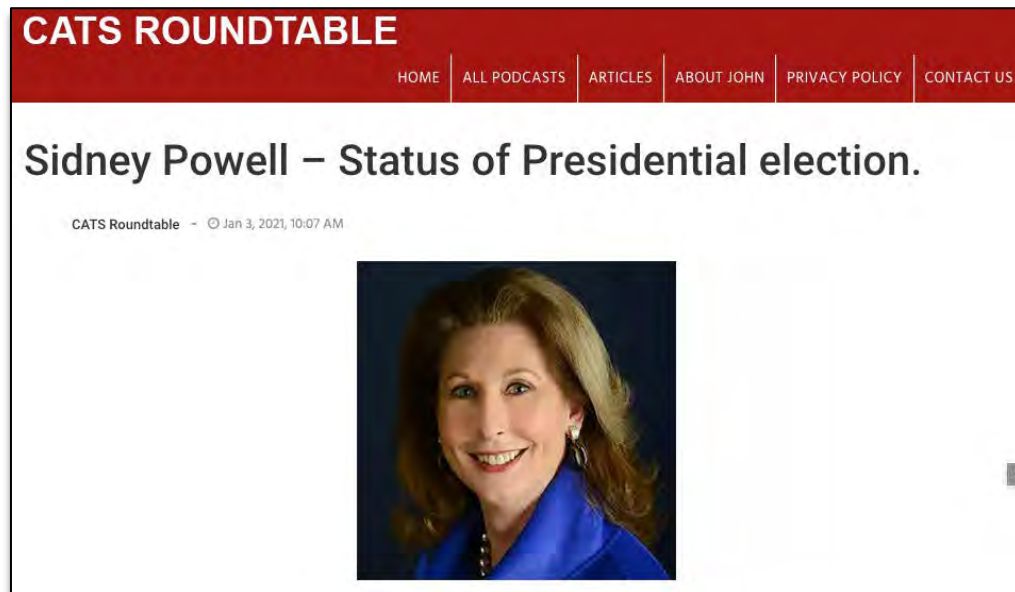 CATS ROUNDTABLE
HOME ALL PODCASTS ARTICLES ABOUT JOHN PRIVACY POLICY CONTACT US
Sidney Powell – Status of Presidential election.
CATS Roundtable - Jan 3, 2021, 10:07 AM